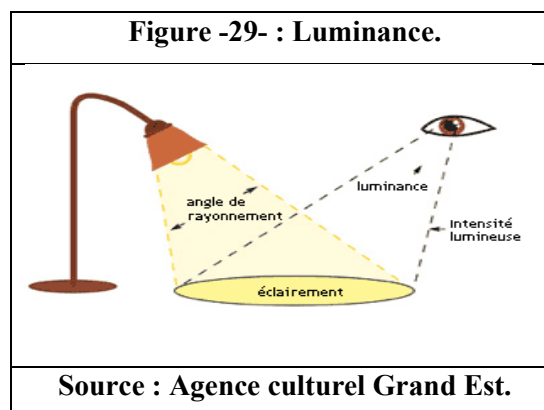 Figure -29- : Luminance.
angle de
rayonnement
luminance
Intensité
lumineuse
éclairement
Source : Agence culturel Grand Est.